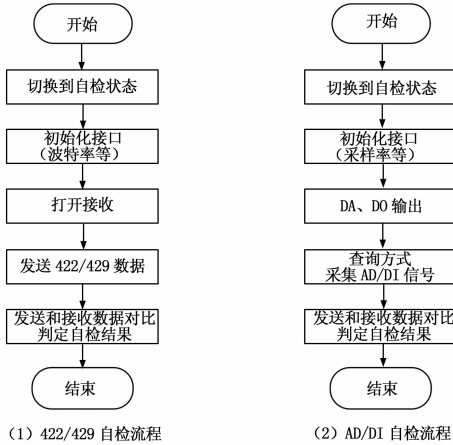 开始
切换到自检状态
初始化接口
(波特率等)
打开接收
发送 422/429 数据
发送和接收数据对比
判定自检结果
结束
(1) 422/429 自检流程
开始
切换到自检状态
初始化接口
(采样率等)
DA、DO 输出
查询方式
采集 AD/DI 信号
发送和接收数据对比
判定自检结果
结束
(2) AD/DI 自检流程